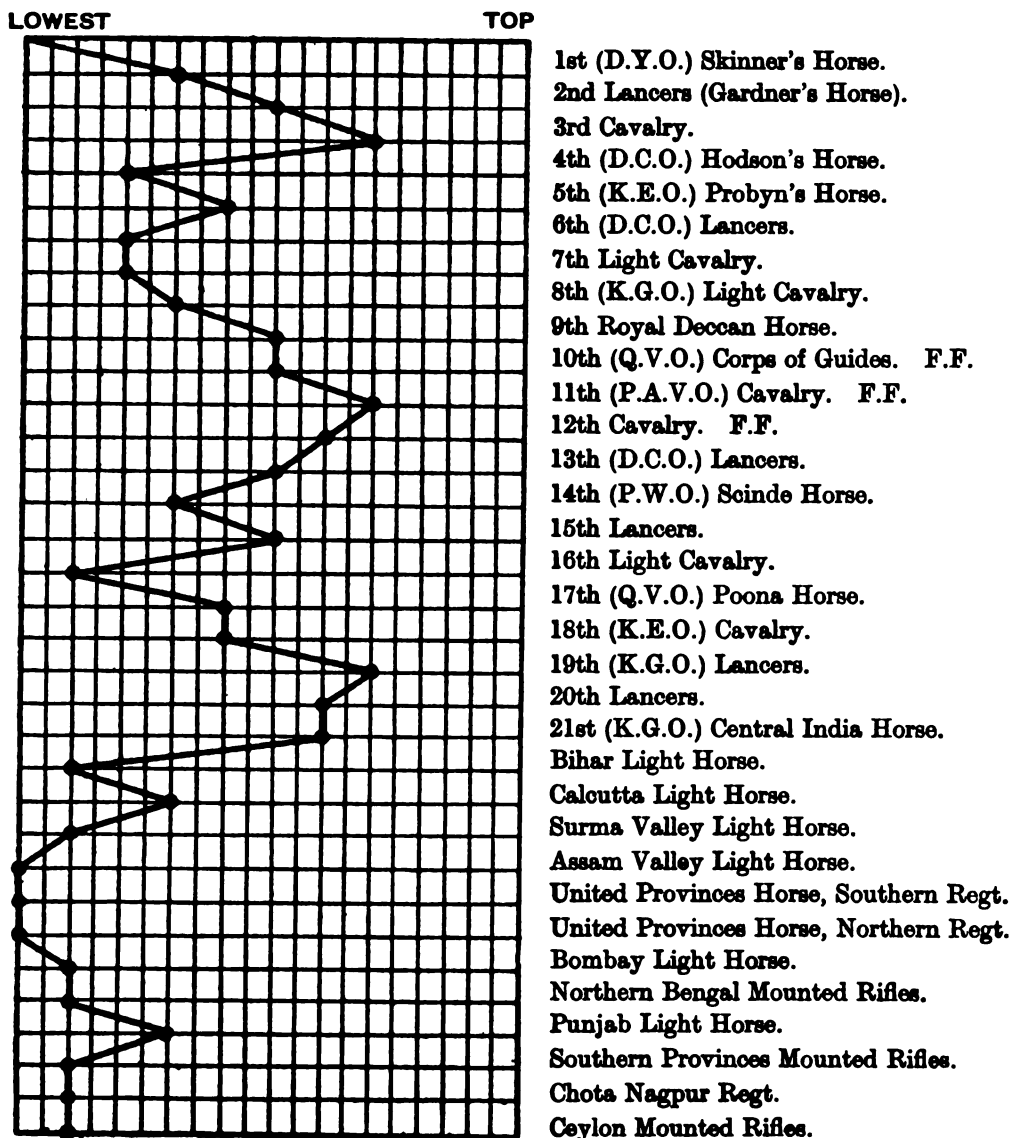 LOWEST TOP
1st (D.Y.O.) Skinner's Horse.
2nd Lancers (Gardner's Horse).
3rd Cavalry.
4th (D.C.O.) Hodson's Horse.
5th (K.E.O.) Probyn's Horse.
6th (D.C.O.) Lancers.
7th Light Cavalry.
8th (K.G.O.) Light Cavalry.
9th Royal Deccan Horse.
10th (Q.V.O.) Corps of Guides. F.F.
11th (P.A.V.O.) Cavalry. F.F.
12th Cavalry. F.F.
13th (D.C.O.) Lancers.
14th (P.W.O.) Scinde Horse.
15th Lancers.
16th Light Cavalry.
17th (Q.V.O.) Poona Horse.
18th (K.E.O.) Cavalry.
19th (K.G.O.) Lancers.
20th Lancers.
21st (K.G.O.) Central India Horse.
Bihar Light Horse.
Calcutta Light Horse.
Surma Valley Light Horse.
Assam Valley Light Horse.
United Provinces Horse, Southern Regt.
United Provinces Horse, Northern Regt.
Bombay Light Horse.
Northern Bengal Mounted Rifles.
Punjab Light Horse.
Southern Provinces Mounted Rifles.
Chota Nagpur Regt.
Ceylon Mounted Rifles.